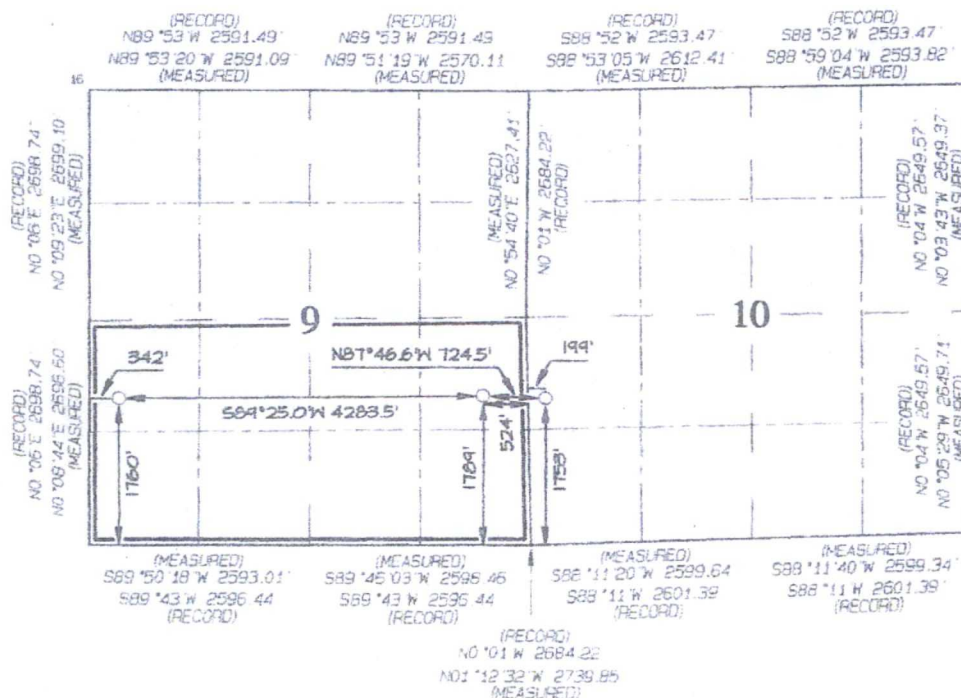 (RECORD)
N89°53'W 2591.49'
N89°53'20"W 2591.09
(MEASURED)
(RECORD)
N89°53'W 2591.49
N89°51'19"W 2570.11
(MEASURED)
(RECORD)
S88°52'W 2593.47
S88°53'05"W 2612.41
(MEASURED)
(RECORD)
S88°52'W 2593.47'
S88°59'04"W 2593.82'
(MEASURED)
16
(RECORD)
N0°06'E 2698.74'
N0°09'23"E 2699.10
(MEASURED)
(MEASURED)
N0°54'40"E 2627.41'
N0°01'W 2684.22'
(RECORD)
(RECORD)
N0°04'W 2649.57'
N0°03'43"W 2649.37'
(MEASURED)
9
10
342'
N87°46.6'W 724.5'
199'
S89°25.0'W 4283.5'
524'
1760'
1789'
1758'
(RECORD)
N0°06'E 2698.74'
N0°08'44"E 2698.60
(MEASURED)
(RECORD)
N0°04'W 2649.57'
N0°05'29"W 2649.71'
(MEASURED)
(MEASURED)
S89°50'18"W 2593.01'
S89°43'W 2596.44
(RECORD)
(MEASURED)
S89°45'03"W 2596.46
S89°43'W 2596.44
(RECORD)
(MEASURED)
S88°11'20"W 2599.64
S88°11'W 2601.39
(RECORD)
(MEASURED)
S88°11'40"W 2599.34'
S88°11'W 2601.39'
(RECORD)
(RECORD)
N0°01'W 2684.22
N01°12'32"W 2739.85
(MEASURED)